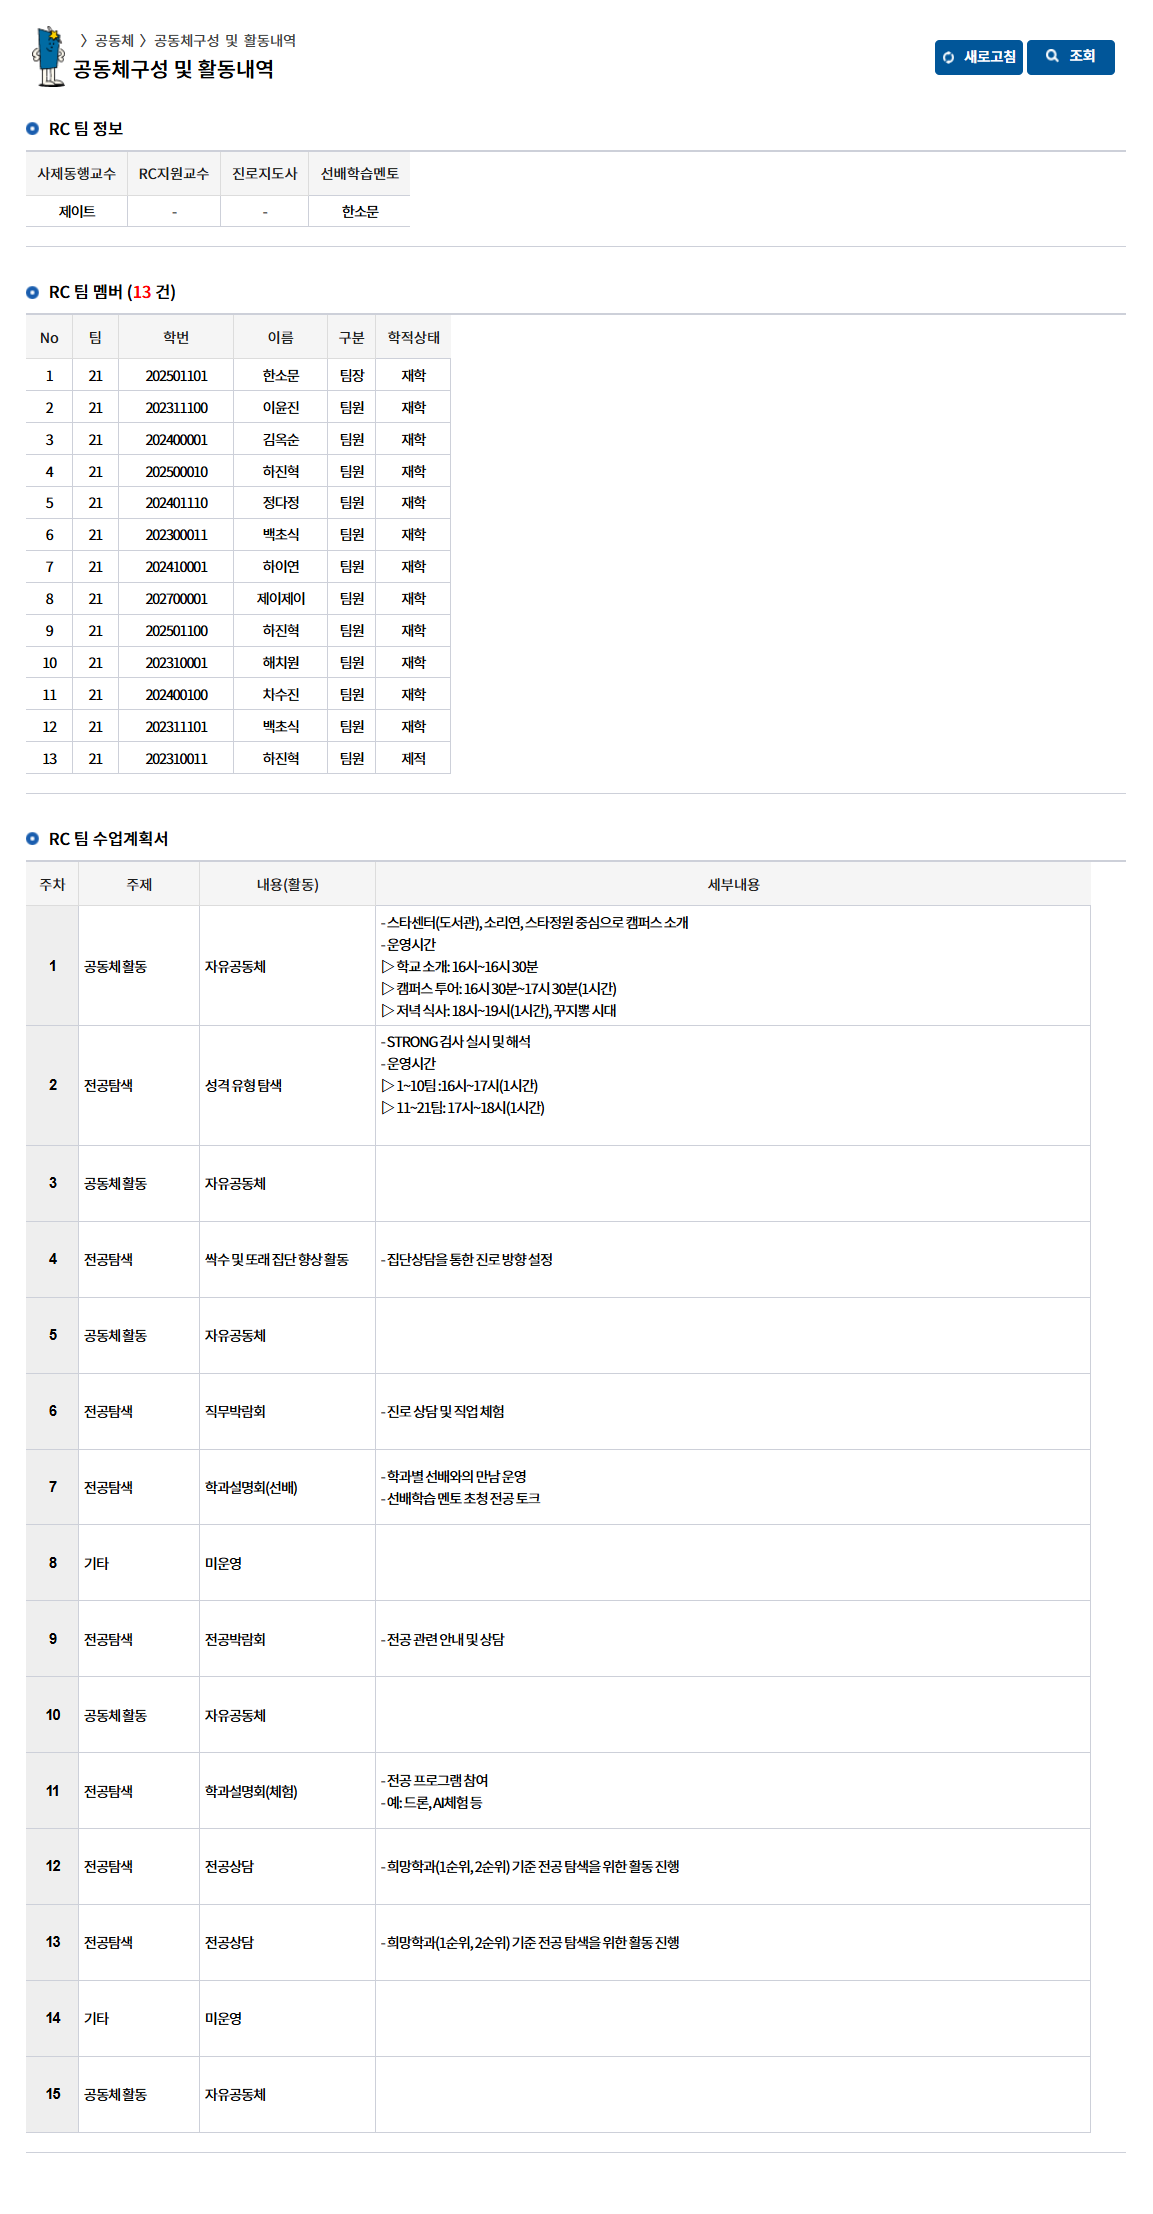 〉 공동체 〉 공동체구성 및 활동내역
공동체구성 및 활동내역
새로고침
조회
RC 팀 정보
사제동행교수 RC지원교수 진로지도사 선배학습멘토
제이트 - - 한소문
RC 팀 멤버 (13 건)
No 팀 학번 이름 구분 학적상태
1 21 202501101 한소문 팀장 재학
2 21 202311100 이윤진 팀원 재학
3 21 202400001 김옥순 팀원 재학
4 21 202500010 하진혁 팀원 재학
5 21 202401110 정다정 팀원 재학
6 21 202300011 백초식 팀원 재학
7 21 202410001 하이연 팀원 재학
8 21 202700001 제이제이 팀원 재학
9 21 202501100 하진혁 팀원 재학
10 21 202310001 해치원 팀원 재학
11 21 202400100 차수진 팀원 재학
12 21 202311101 백초식 팀원 재학
13 21 202310011 하진혁 팀원 제적
RC 팀 수업계획서
주차 주제 내용(활동) 세부내용
1 공동체활동 자유공동체
- 스타센터(도서관), 소리연, 스타정원 중심으로 캠퍼스 소개
- 운영시간
▷ 학교 소개: 16시~16시 30분
▷ 캠퍼스 투어: 16시 30분~17시 30분(1시간)
▷ 저녁 식사: 18시~19시(1시간), 꾸지뽕 시대
2 전공탐색 성격 유형 탐색
- STRONG 검사 실시 및 해석
- 운영시간
▷ 1~10팀 :16시~17시(1시간)
▷ 11~21팀: 17시~18시(1시간)
3 공동체활동 자유공동체
4 전공탐색 싹수 및 또래 집단 향상 활동 - 집단상담을 통한 진로 방향 설정
5 공동체활동 자유공동체
6 전공탐색 직무박람회 - 진로 상담 및 직업 체험
7 전공탐색 학과설명회(선배)
- 학과별 선배와의 만남 운영
- 선배학습 멘토 초청 전공 토크
8 기타 미운영
9 전공탐색 전공박람회 - 전공 관련 안내 및 상담
10 공동체활동 자유공동체
11 전공탐색 학과설명회(체험)
- 전공 프로그램 참여
- 예: 드론, AI체험 등
12 전공탐색 전공상담 - 희망학과(1순위, 2순위) 기준 전공 탐색을 위한 활동 진행
13 전공탐색 전공상담 - 희망학과(1순위, 2순위) 기준 전공 탐색을 위한 활동 진행
14 기타 미운영
15 공동체활동 자유공동체